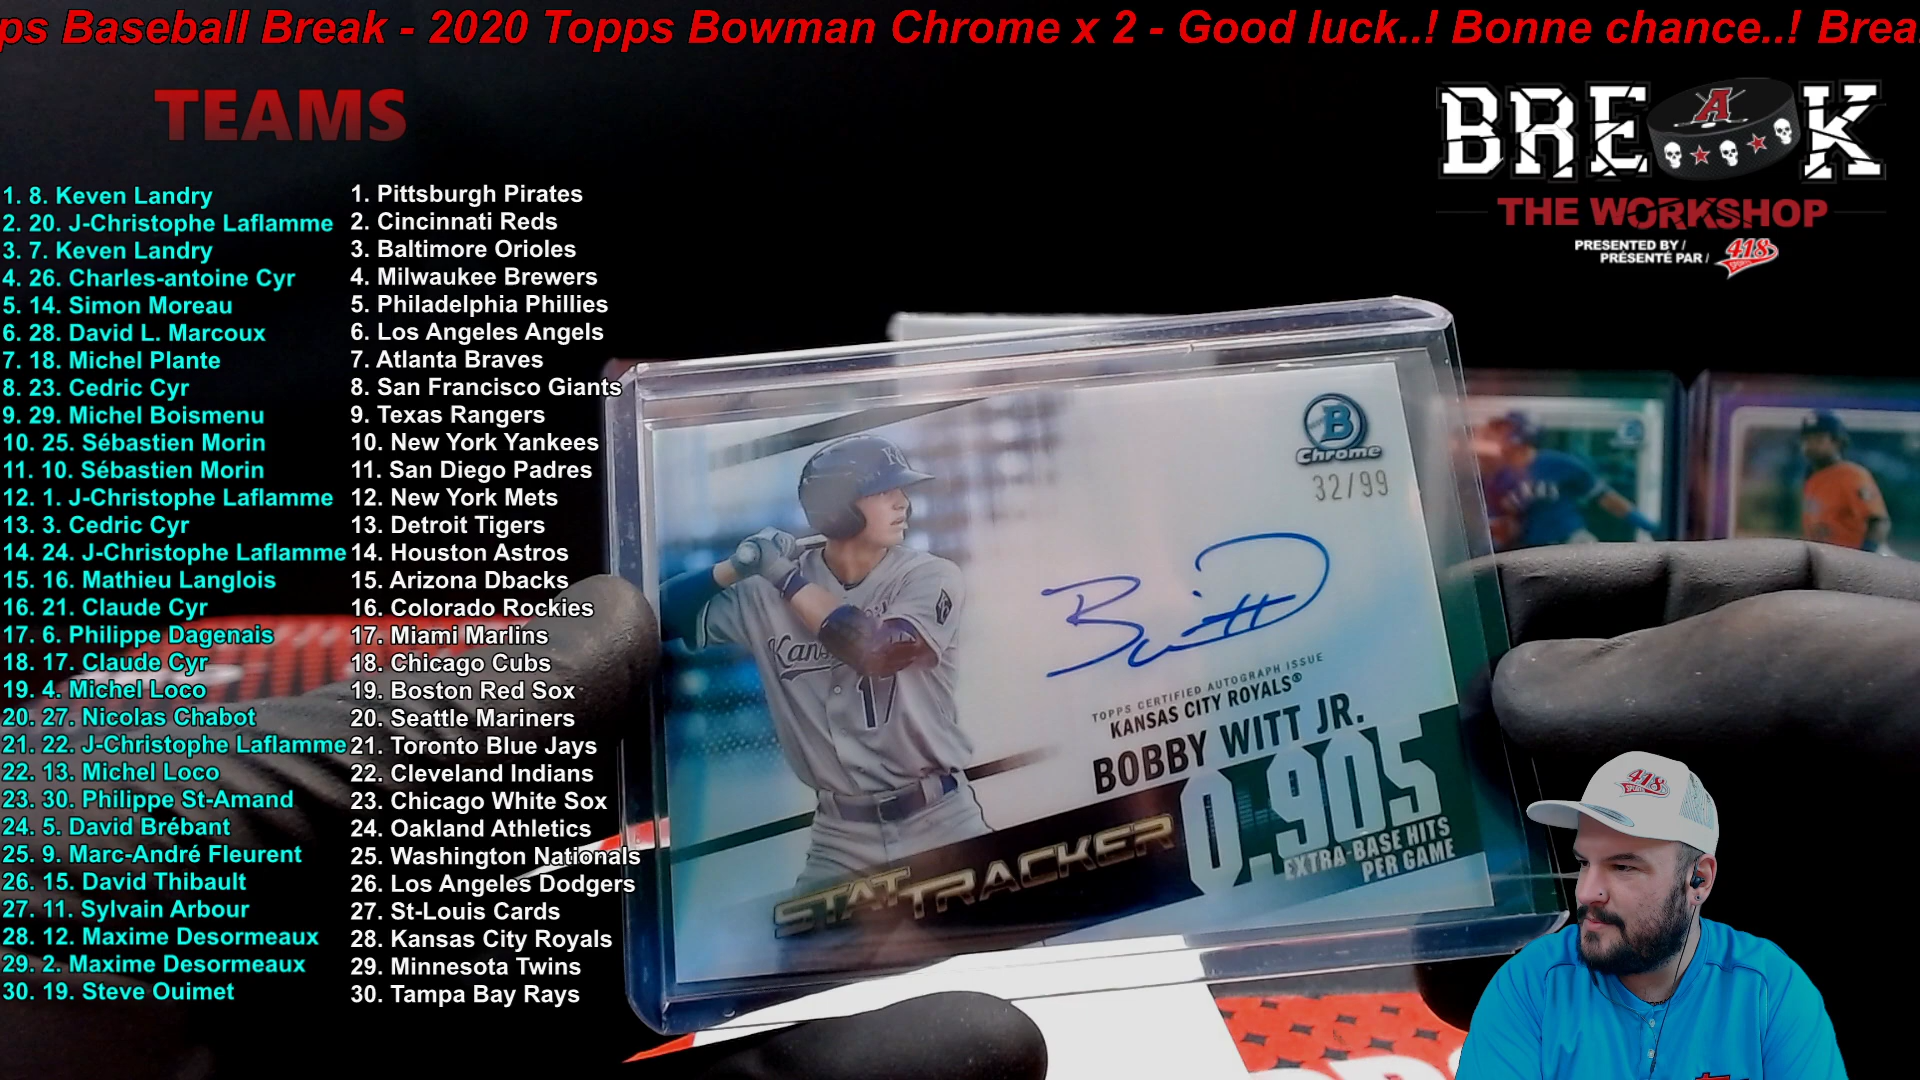 ps Baseball Break - 2020 Topps Bowman Chrome x 2 - Good luck..! Bonne chance..! Brea
TEAMS
1. 8. Keven Landry
2. 20. J-Christophe Laflamme
3. 7. Keven Landry
4. 26. Charles-antoine Cyr
5. 14. Simon Moreau
6. 28. David L. Marcoux
7. 18. Michel Plante
8. 23. Cedric Cyr
9. 29. Michel Boismenu
10. 25. Sébastien Morin
11. 10. Sébastien Morin
12. 1. J-Christophe Laflamme
13. 3. Cedric Cyr
14. 24. J-Christophe Laflamme
15. 16. Mathieu Langlois
16. 21. Claude Cyr
17. 6. Philippe Dagenais
18. 17. Claude Cyr
19. 4. Michel Loco
20. 27. Nicolas Chabot
21. 22. J-Christophe Laflamme
22. 13. Michel Loco
23. 30. Philippe St-Amand
24. 5. David Brébant
25. 9. Marc-André Fleurent
26. 15. David Thibault
27. 11. Sylvain Arbour
28. 12. Maxime Desormeaux
29. 2. Maxime Desormeaux
30. 19. Steve Ouimet
1. Pittsburgh Pirates
2. Cincinnati Reds
3. Baltimore Orioles
4. Milwaukee Brewers
5. Philadelphia Phillies
6. Los Angeles Angels
7. Atlanta Braves
8. San Francisco Giants
9. Texas Rangers
10. New York Yankees
11. San Diego Padres
12. New York Mets
13. Detroit Tigers
14. Houston Astros
15. Arizona Dbacks
16. Colorado Rockies
17. Miami Marlins
18. Chicago Cubs
19. Boston Red Sox
20. Seattle Mariners
21. Toronto Blue Jays
22. Cleveland Indians
23. Chicago White Sox
24. Oakland Athletics
25. Washington Nationals
26. Los Angeles Dodgers
27. St-Louis Cards
28. Kansas City Royals
29. Minnesota Twins
30. Tampa Bay Rays
BRE K
A
THE WORKSHOP
PRESENTED BY /
PRÉSENTÉ PAR /
418
SPORTS
B
Chrome
32/99
KC
Kans
17
B Witt
TOPPS CERTIFIED AUTOGRAPH ISSUE
KANSAS CITY ROYALS®
BOBBY WITT JR.
0.905
EXTRA-BASE HITS
PER GAME
STAT TRACKER
TEXAS
418